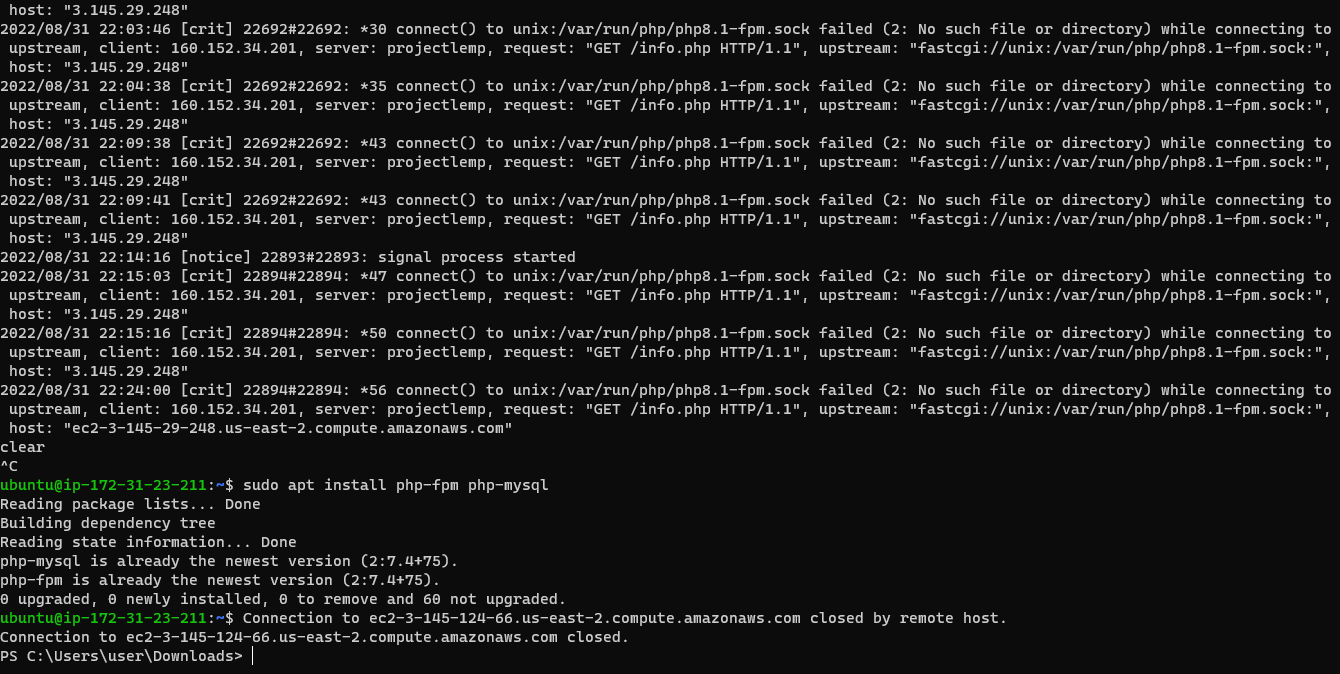 host: "3.145.29.248"
2022/08/31 22:03:46 [crit] 22692#22692: *30 connect() to unix:/var/run/php/php8.1-fpm.sock failed (2: No such file or directory) while connecting to
upstream, client: 160.152.34.201, server: projectlemp, request: "GET /info.php HTTP/1.1", upstream: "fastcgi://unix:/var/run/php/php8.1-fpm.sock:",
host: "3.145.29.248"
2022/08/31 22:04:38 [crit] 22692#22692: *35 connect() to unix:/var/run/php/php8.1-fpm.sock failed (2: No such file or directory) while connecting to
upstream, client: 160.152.34.201, server: projectlemp, request: "GET /info.php HTTP/1.1", upstream: "fastcgi://unix:/var/run/php/php8.1-fpm.sock:",
host: "3.145.29.248"
2022/08/31 22:09:38 [crit] 22692#22692: *43 connect() to unix:/var/run/php/php8.1-fpm.sock failed (2: No such file or directory) while connecting to
upstream, client: 160.152.34.201, server: projectlemp, request: "GET /info.php HTTP/1.1", upstream: "fastcgi://unix:/var/run/php/php8.1-fpm.sock:",
host: "3.145.29.248"
2022/08/31 22:09:41 [crit] 22692#22692: *43 connect() to unix:/var/run/php/php8.1-fpm.sock failed (2: No such file or directory) while connecting to
upstream, client: 160.152.34.201, server: projectlemp, request: "GET /info.php HTTP/1.1", upstream: "fastcgi://unix:/var/run/php/php8.1-fpm.sock:",
host: "3.145.29.248"
2022/08/31 22:14:16 [notice] 22893#22893: signal process started
2022/08/31 22:15:03 [crit] 22894#22894: *47 connect() to unix:/var/run/php/php8.1-fpm.sock failed (2: No such file or directory) while connecting to
upstream, client: 160.152.34.201, server: projectlemp, request: "GET /info.php HTTP/1.1", upstream: "fastcgi://unix:/var/run/php/php8.1-fpm.sock:",
host: "3.145.29.248"
2022/08/31 22:15:16 [crit] 22894#22894: *50 connect() to unix:/var/run/php/php8.1-fpm.sock failed (2: No such file or directory) while connecting to
upstream, client: 160.152.34.201, server: projectlemp, request: "GET /info.php HTTP/1.1", upstream: "fastcgi://unix:/var/run/php/php8.1-fpm.sock:",
host: "3.145.29.248"
2022/08/31 22:24:00 [crit] 22894#22894: *56 connect() to unix:/var/run/php/php8.1-fpm.sock failed (2: No such file or directory) while connecting to
upstream, client: 160.152.34.201, server: projectlemp, request: "GET /info.php HTTP/1.1", upstream: "fastcgi://unix:/var/run/php/php8.1-fpm.sock:",
host: "ec2-3-145-29-248.us-east-2.compute.amazonaws.com"
clear
^C
ubuntu@ip-172-31-23-211:~$ sudo apt install php-fpm php-mysql
Reading package lists... Done
Building dependency tree
Reading state information... Done
php-mysql is already the newest version (2:7.4+75).
php-fpm is already the newest version (2:7.4+75).
0 upgraded, 0 newly installed, 0 to remove and 60 not upgraded.
ubuntu@ip-172-31-23-211:~$ Connection to ec2-3-145-124-66.us-east-2.compute.amazonaws.com closed by remote host.
Connection to ec2-3-145-124-66.us-east-2.compute.amazonaws.com closed.
PS C:\Users\user\Downloads>